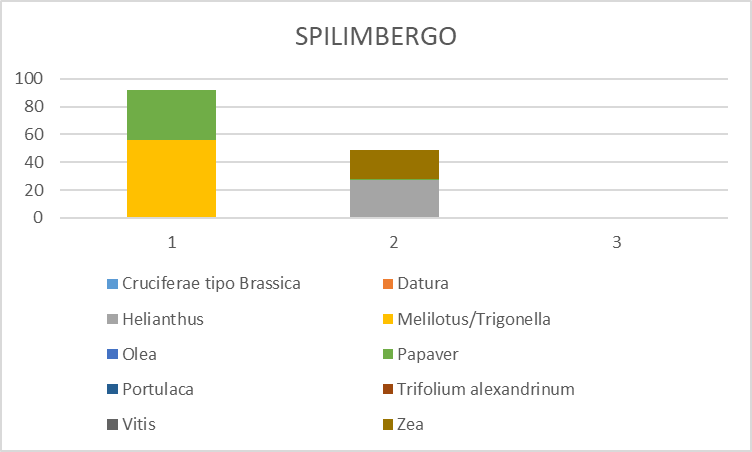 SPILIMBERGO
100
80
60
40
20
0
1 2 3
Cruciferae tipo Brassica Datura
Helianthus Melilotus/Trigonella
Olea Papaver
Portulaca Trifolium alexandrinum
Vitis Zea